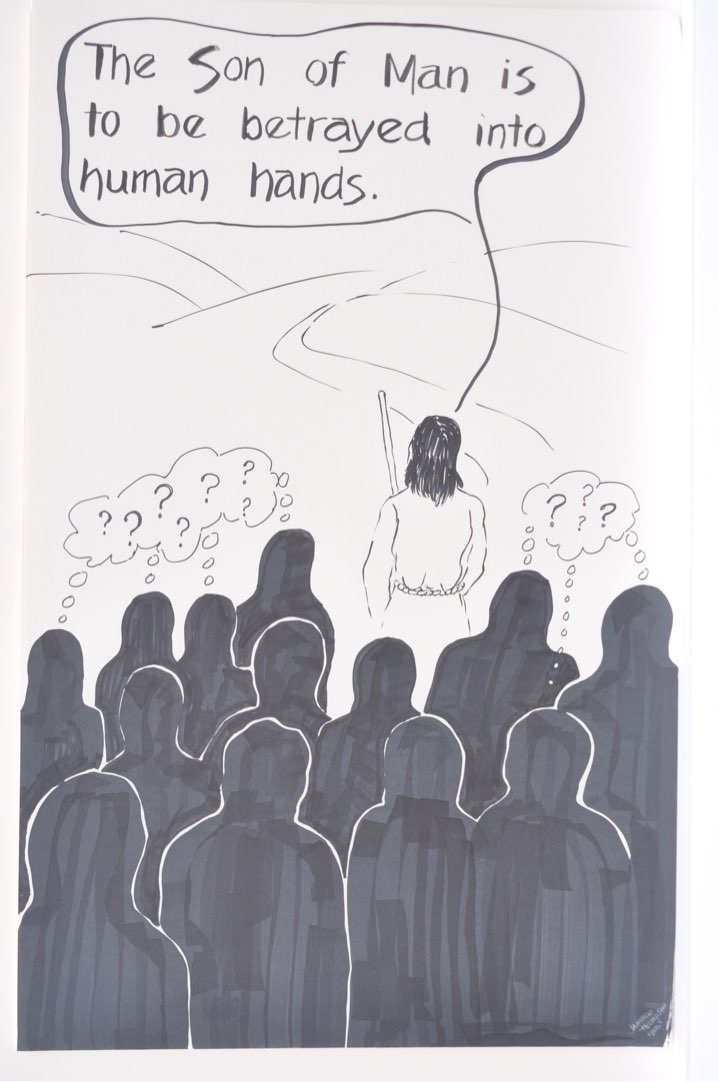 The Son of Man is
to be betrayed into
human hands.
? ? ? ? ? ? ?
? ? ? ?